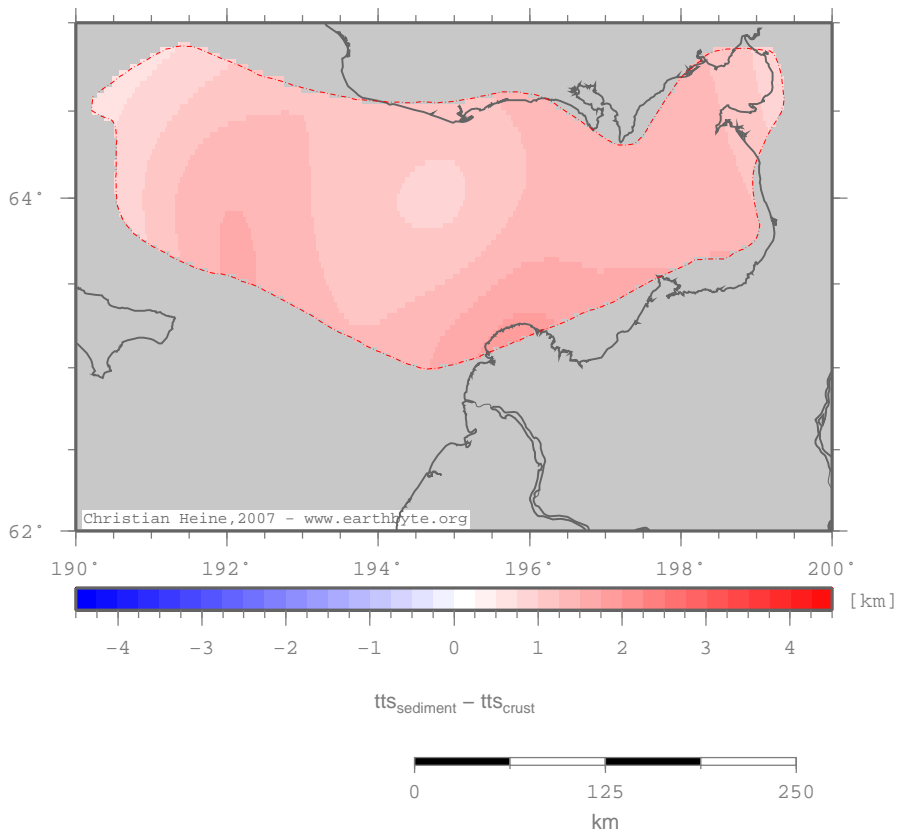 64°
62°
Christian Heine,2007 - www.earthbyte.org
190° 192° 194° 196° 198° 200°
[km]
−4 −3 −2 −1 0 1 2 3 4
tts_sediment − tts_crust
0 125 250
km